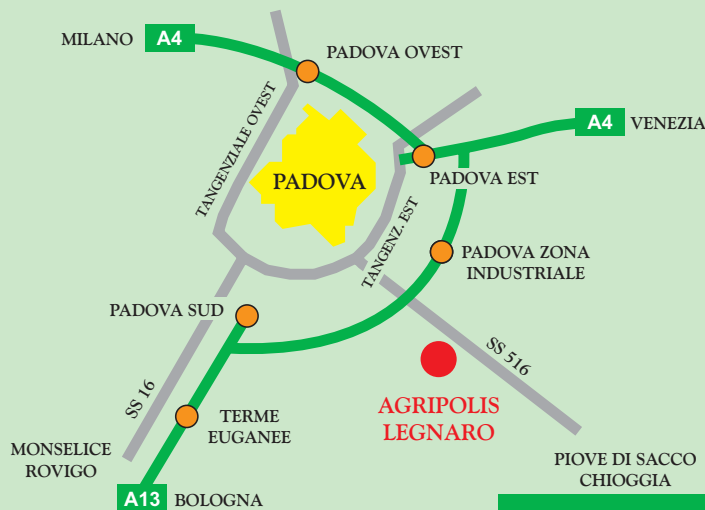 MILANO A4
PADOVA OVEST
A4 VENEZIA
TANGENZIALE OVEST
PADOVA
PADOVA EST
TANGENZ. EST
PADOVA ZONA
INDUSTRIALE
PADOVA SUD
SS 16
SS 516
AGRIPOLIS
LEGNARO
TERME
EUGANEE
MONSELICE
ROVIGO
PIOVE DI SACCO
CHIOGGIA
A13 BOLOGNA